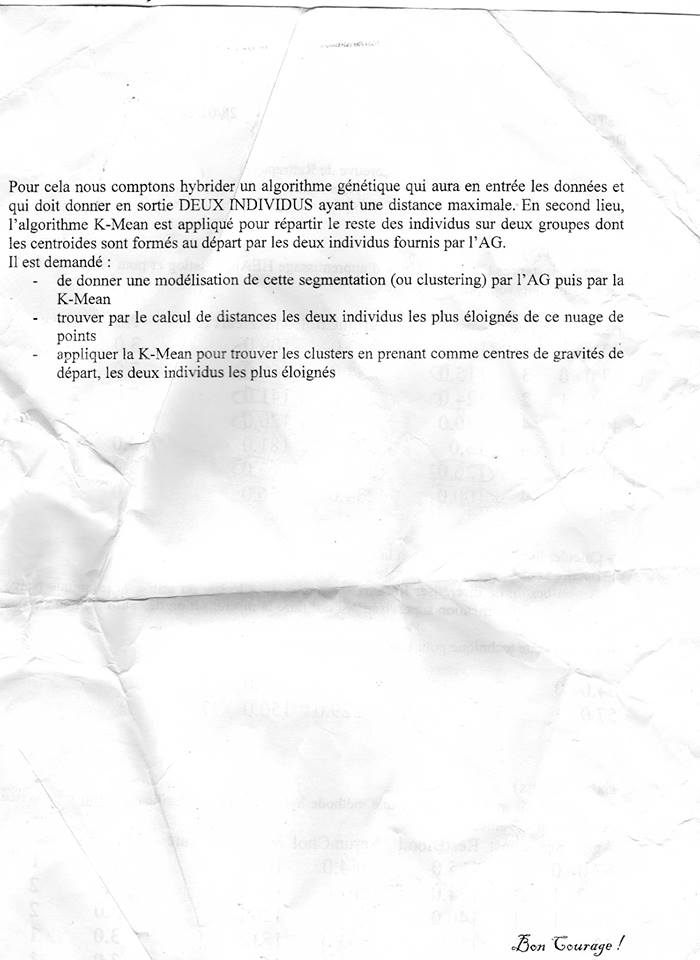 Pour cela nous comptons hybrider un algorithme génétique qui aura en entrée les données et
qui doit donner en sortie DEUX INDIVIDUS ayant une distance maximale. En second lieu,
l'algorithme K-Mean est appliqué pour répartir le reste des individus sur deux groupes dont
les centroides sont formés au départ par les deux individus fournis par l'AG.
Il est demandé :
- de donner une modélisation de cette segmentation (ou clustering) par l'AG puis par la
K-Mean
- trouver par le calcul de distances les deux individus les plus éloignés de ce nuage de
points
- appliquer la K-Mean pour trouver les clusters en prenant comme centres de gravités de
départ, les deux individus les plus éloignés
Bon Courage !